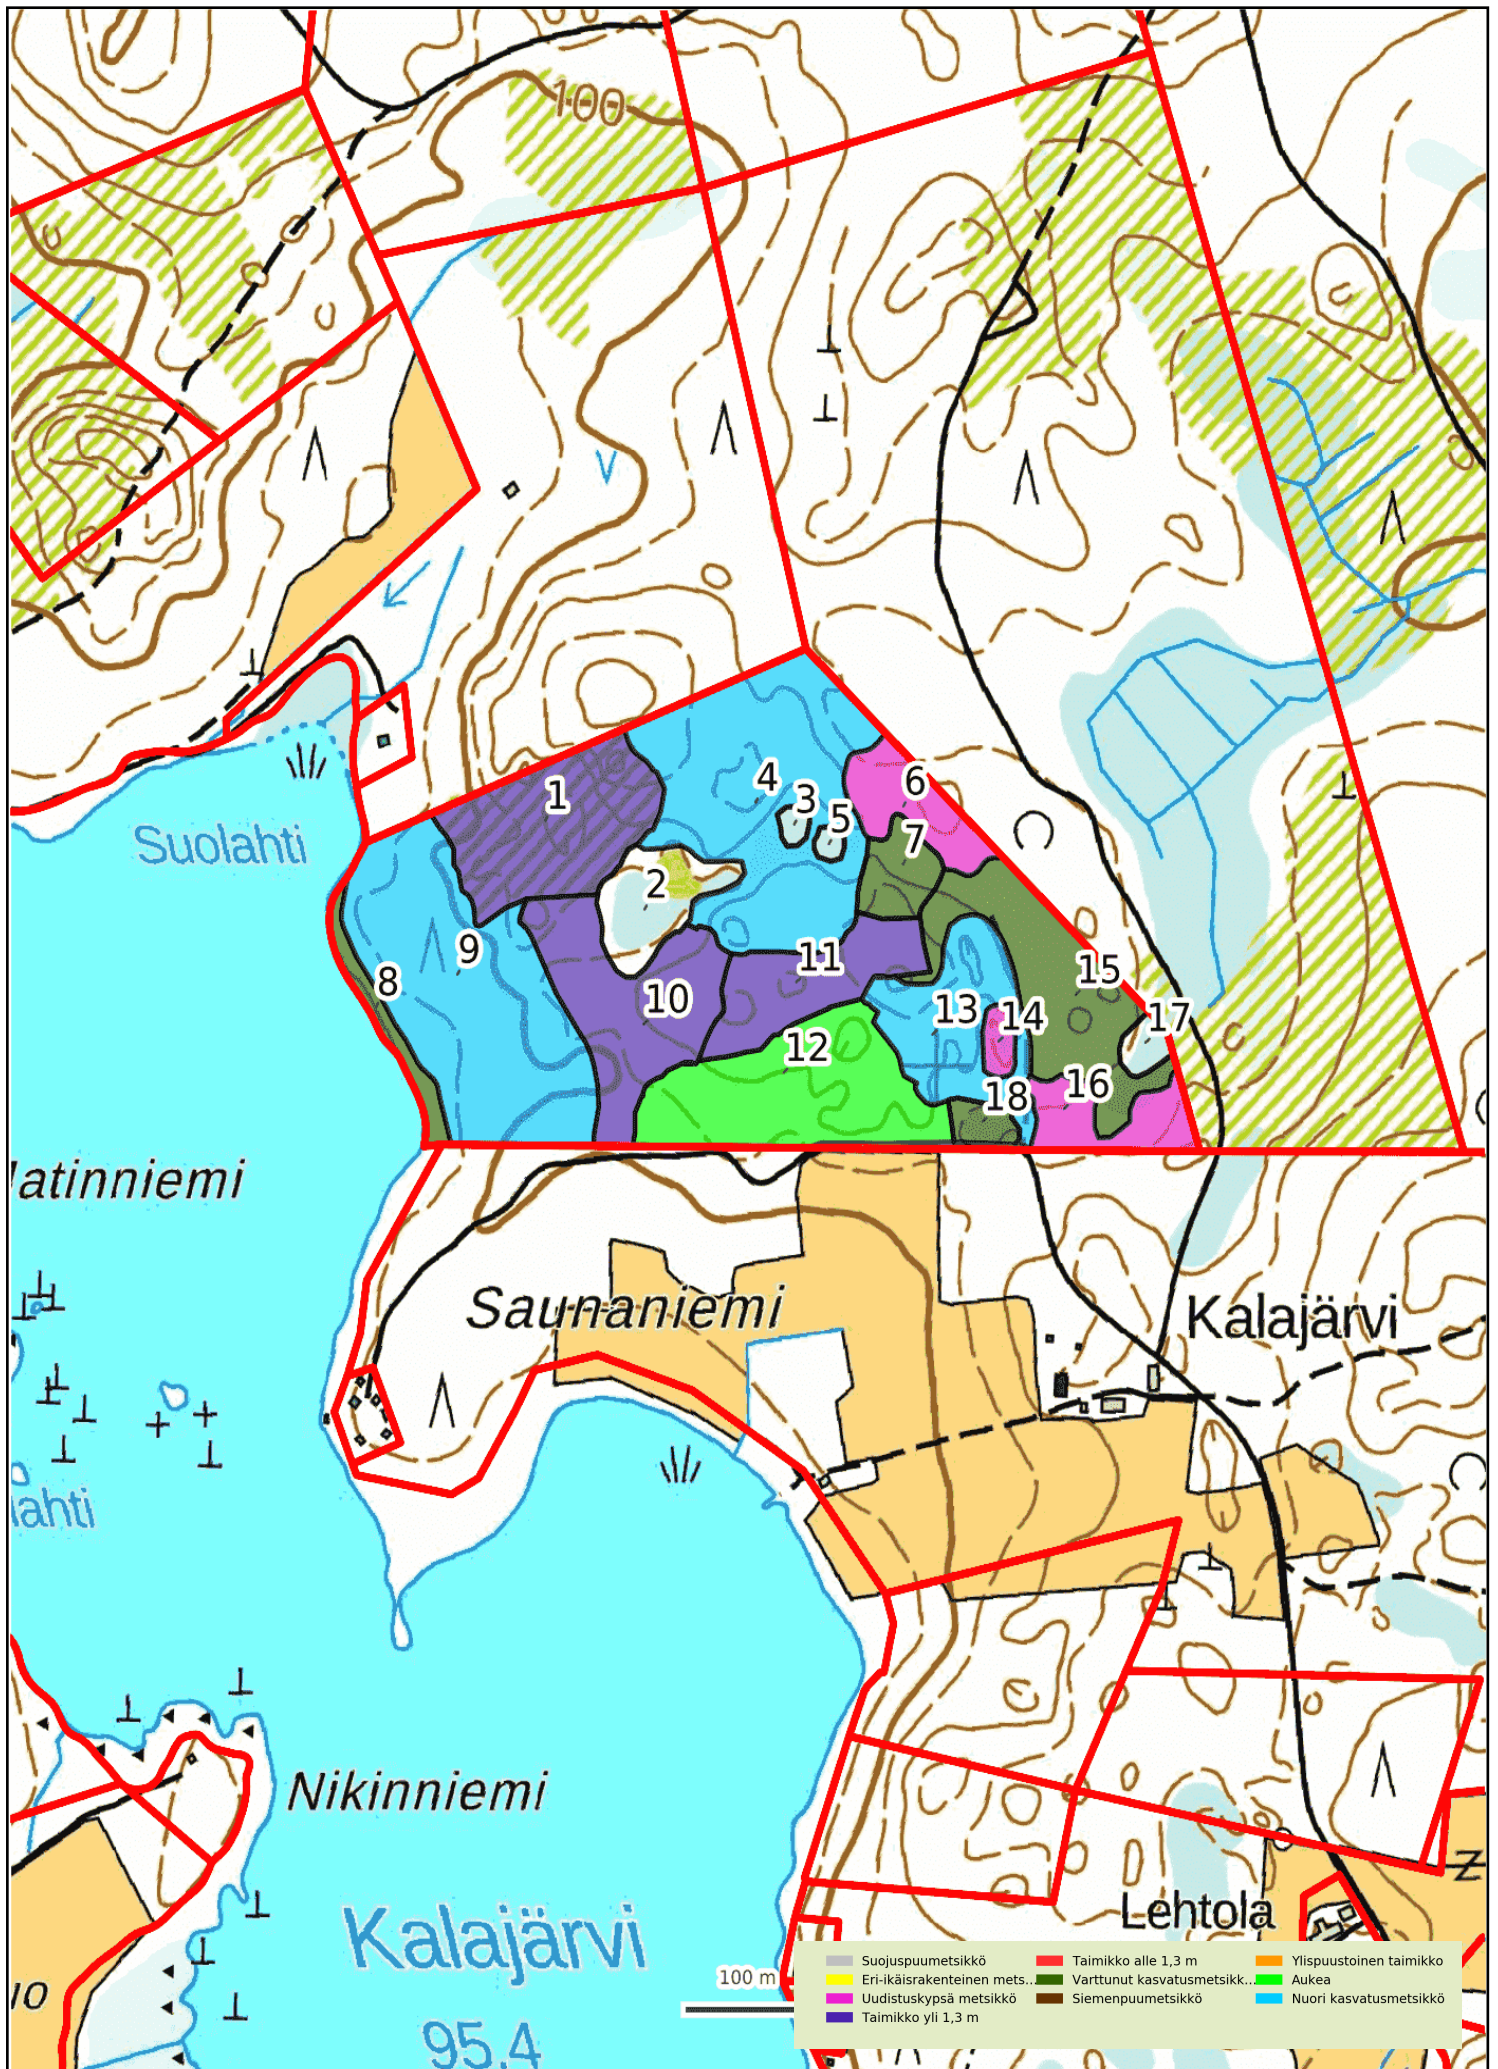 100
Suolahti
1
4
3
5
6
7
2
8
9
10
11
12
13
14
15
17
16
18
Saunaniemi
Kalajärvi
Nikinniemi
Kalajärvi
95.4
Lehtola
100 m
Suojuspuumetsikkö
Taimikko alle 1,3 m
Ylispuustoinen taimikko
Eri-ikäisrakenteinen mets...
Varttunut kasvatusmetsikk...
Aukea
Uudistuskypsä metsikkö
Siemenpuumetsikkö
Nuori kasvatusmetsikkö
Taimikko yli 1,3 m